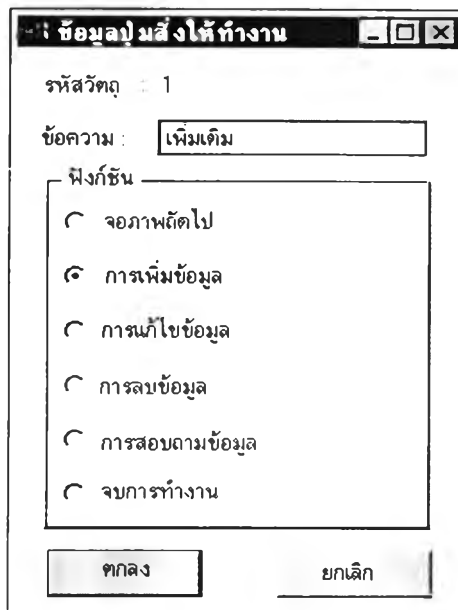 ข้อมูลปุ่มสั่งให้ทำงาน
รหัสวัตถุ : 1
ข้อความ : เพิ่มเติม
ฟังก์ชัน
จอภาพถัดไป
การเพิ่มข้อมูล
การแก้ไขข้อมูล
การลบข้อมูล
การสอบถามข้อมูล
จบการทำงาน
ตกลง ยกเลิก